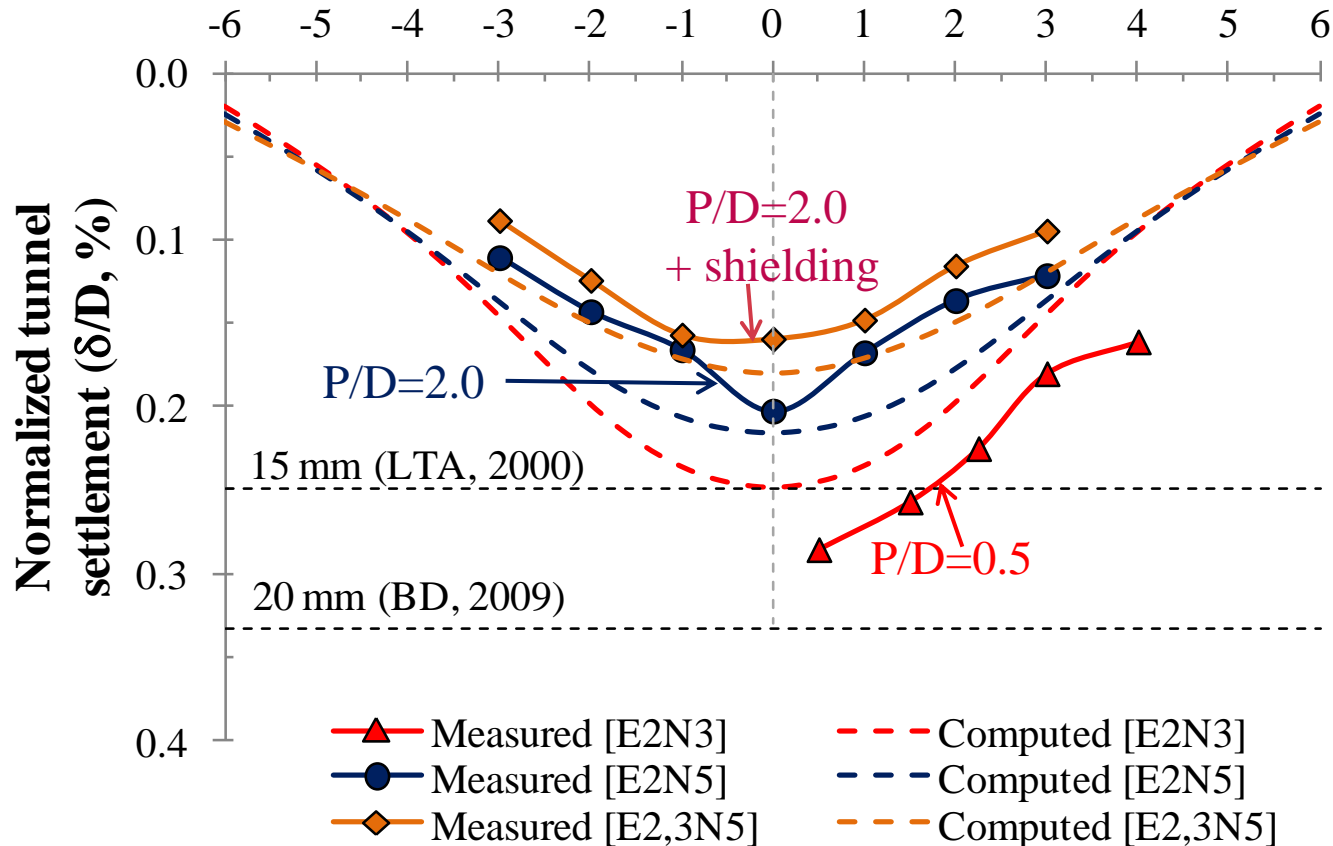 -6 -5 -4 -3 -2 -1 0 1 2 3 4 5 6
0.0
0.1
0.2
0.3
0.4
Normalized tunnel
settlement (δ/D, %)
P/D=2.0
+ shielding
P/D=2.0
15 mm (LTA, 2000)
P/D=0.5
20 mm (BD, 2009)
Measured [E2N3]
Computed [E2N3]
Measured [E2N5]
Computed [E2N5]
Measured [E2,3N5]
Computed [E2,3N5]